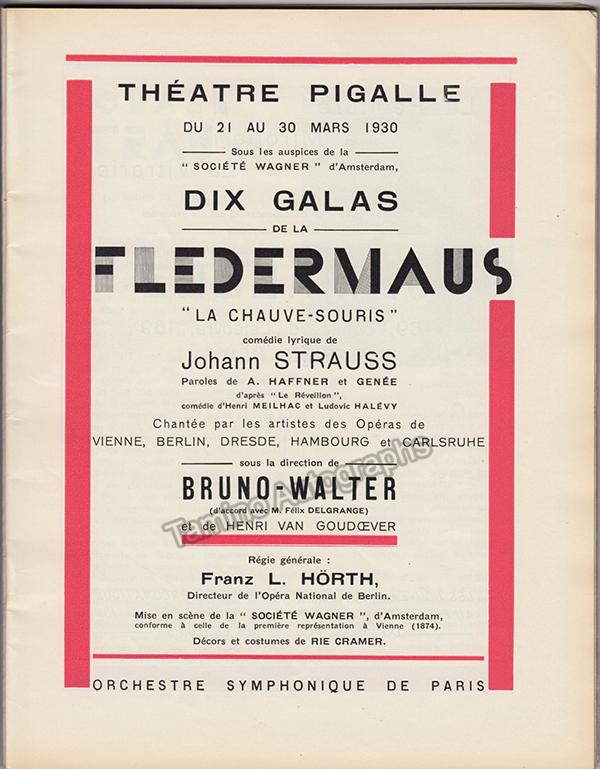 THÉATRE PIGALLE
DU 21 AU 30 MARS 1930
Sous les auspices de la
“ SOCIÉTÉ WAGNER ” d'Amsterdam,
DIX GALAS
DE LA
FLEDERMAUS
“ LA CHAUVE-SOURIS ”
comédie lyrique de
Johann STRAUSS
Paroles de A. HAFFNER et GENÉE
d'après “ Le Réveillon ”,
comédie d'Henri MEILHAC et Ludovic HALÉVY
Chantée par les artistes des Opéras de
VIENNE, BERLIN, DRESDE, HAMBOURG et CARLSRUHE
sous la direction de
BRUNO-WALTER
(d'accord avec M. Félix DELGRANGE)
et de HENRI VAN GOUDŒVER
Tamino Autographs
Régie générale :
Franz L. HÖRTH,
Directeur de l'Opéra National de Berlin.
Mise en scène de la “ SOCIÉTÉ WAGNER ”, d'Amsterdam,
conforme à celle de la première représentation à Vienne (1874).
Décors et costumes de RIE CRAMER.
ORCHESTRE SYMPHONIQUE DE PARIS